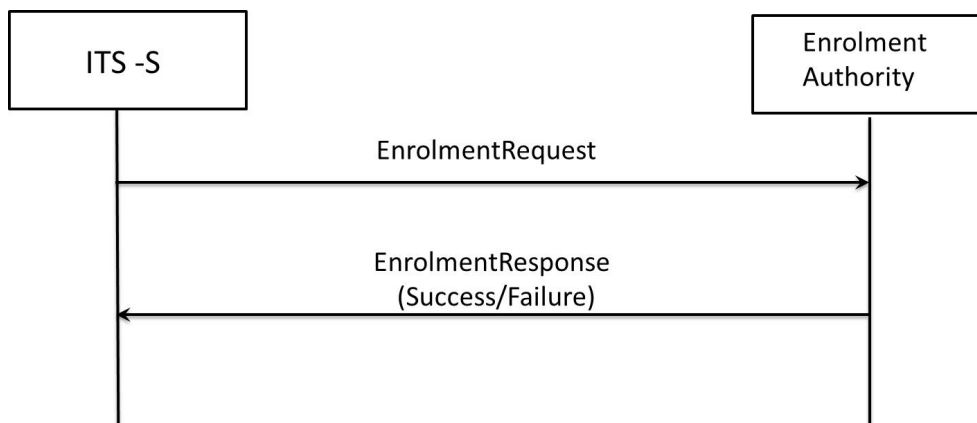 ITS -S
Enrolment
Authority
EnrolmentRequest
EnrolmentResponse
(Success/Failure)